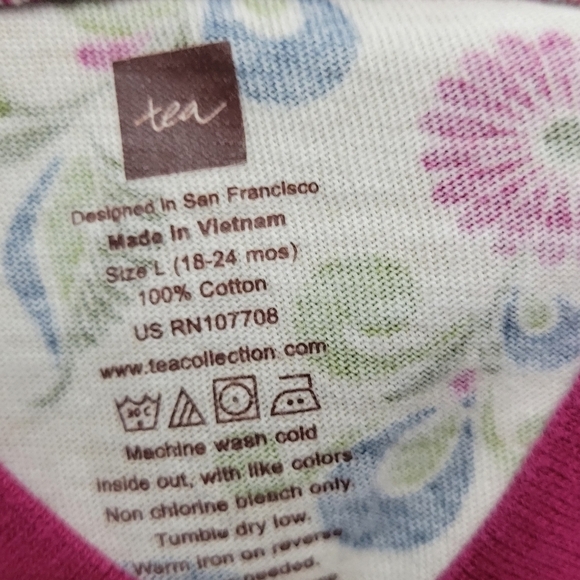 tea
Designed in San Francisco
Made In Vietnam
Size L (18-24 mos)
100% Cotton
US RN107708
www.teacollection.com
30 C
Machine wash cold
inside out, with like colors
Non chlorine bleach only.
Tumble dry low.
Warm iron on reverse
needed.